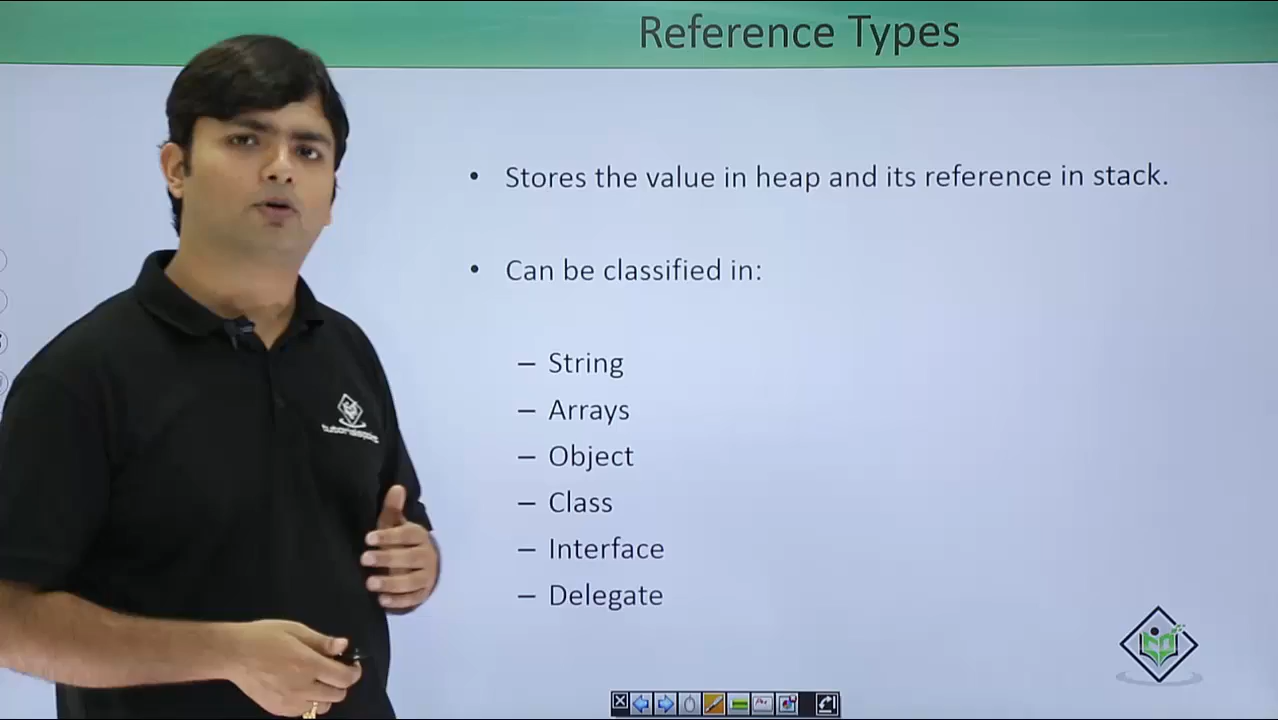 Reference Types
• Stores the value in heap and its reference in stack.
• Can be classified in:
– String
– Arrays
– Object
– Class
– Interface
– Delegate